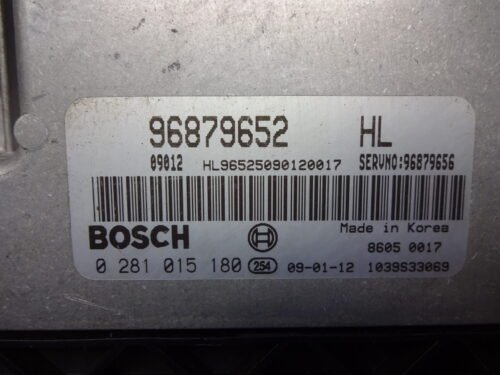 96879652 HL
09012 HL96525090120017 SERVNO:96879656
Made in Korea
BOSCH 8605 0017
0 281 015 180 254 09-01-12 1039S33069